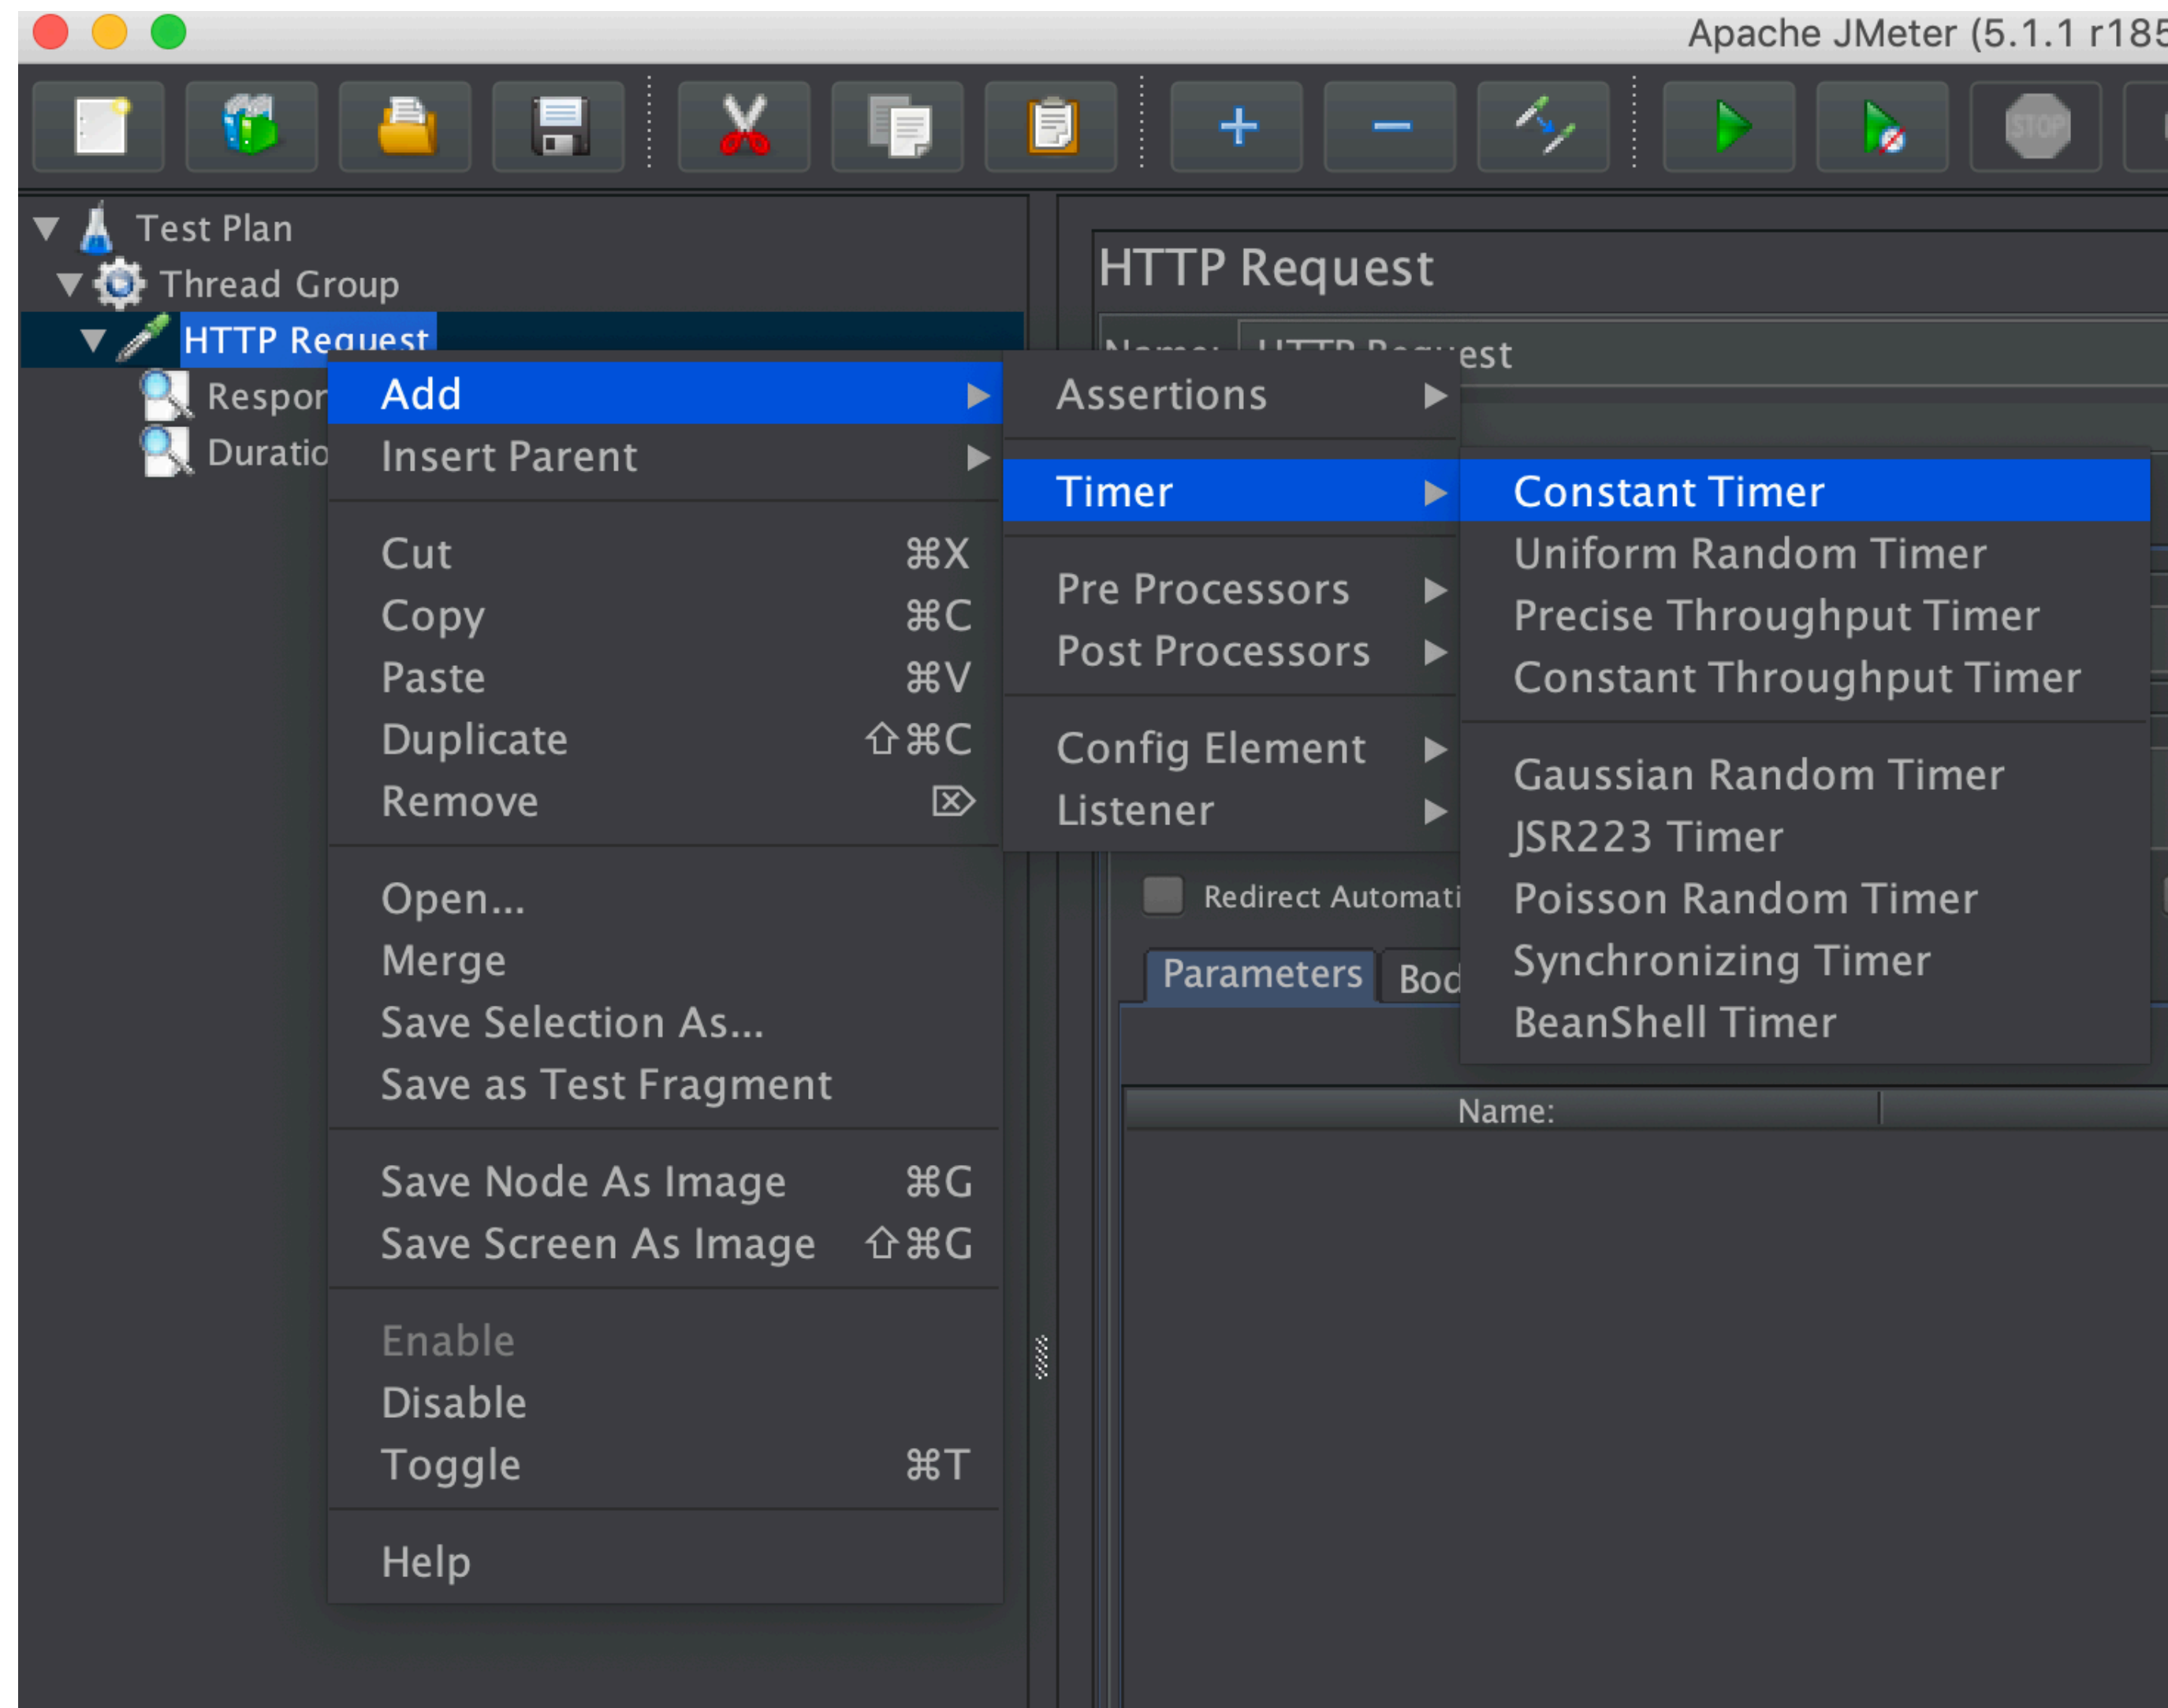 Apache JMeter (5.1.1 r185
STOP
Test Plan
Thread Group
HTTP Request
Respor
Duratio
HTTP Request
Name: HTTP Request
Add
Insert Parent
Cut ⌘X
Copy ⌘C
Paste ⌘V
Duplicate ⇧⌘C
Remove ⌦
Open...
Merge
Save Selection As...
Save as Test Fragment
Save Node As Image ⌘G
Save Screen As Image ⇧⌘G
Enable
Disable
Toggle ⌘T
Help
Assertions
Timer
Pre Processors
Post Processors
Config Element
Listener
Constant Timer
Uniform Random Timer
Precise Throughput Timer
Constant Throughput Timer
Gaussian Random Timer
JSR223 Timer
Poisson Random Timer
Synchronizing Timer
BeanShell Timer
Redirect Automati
Parameters Bod
Name: